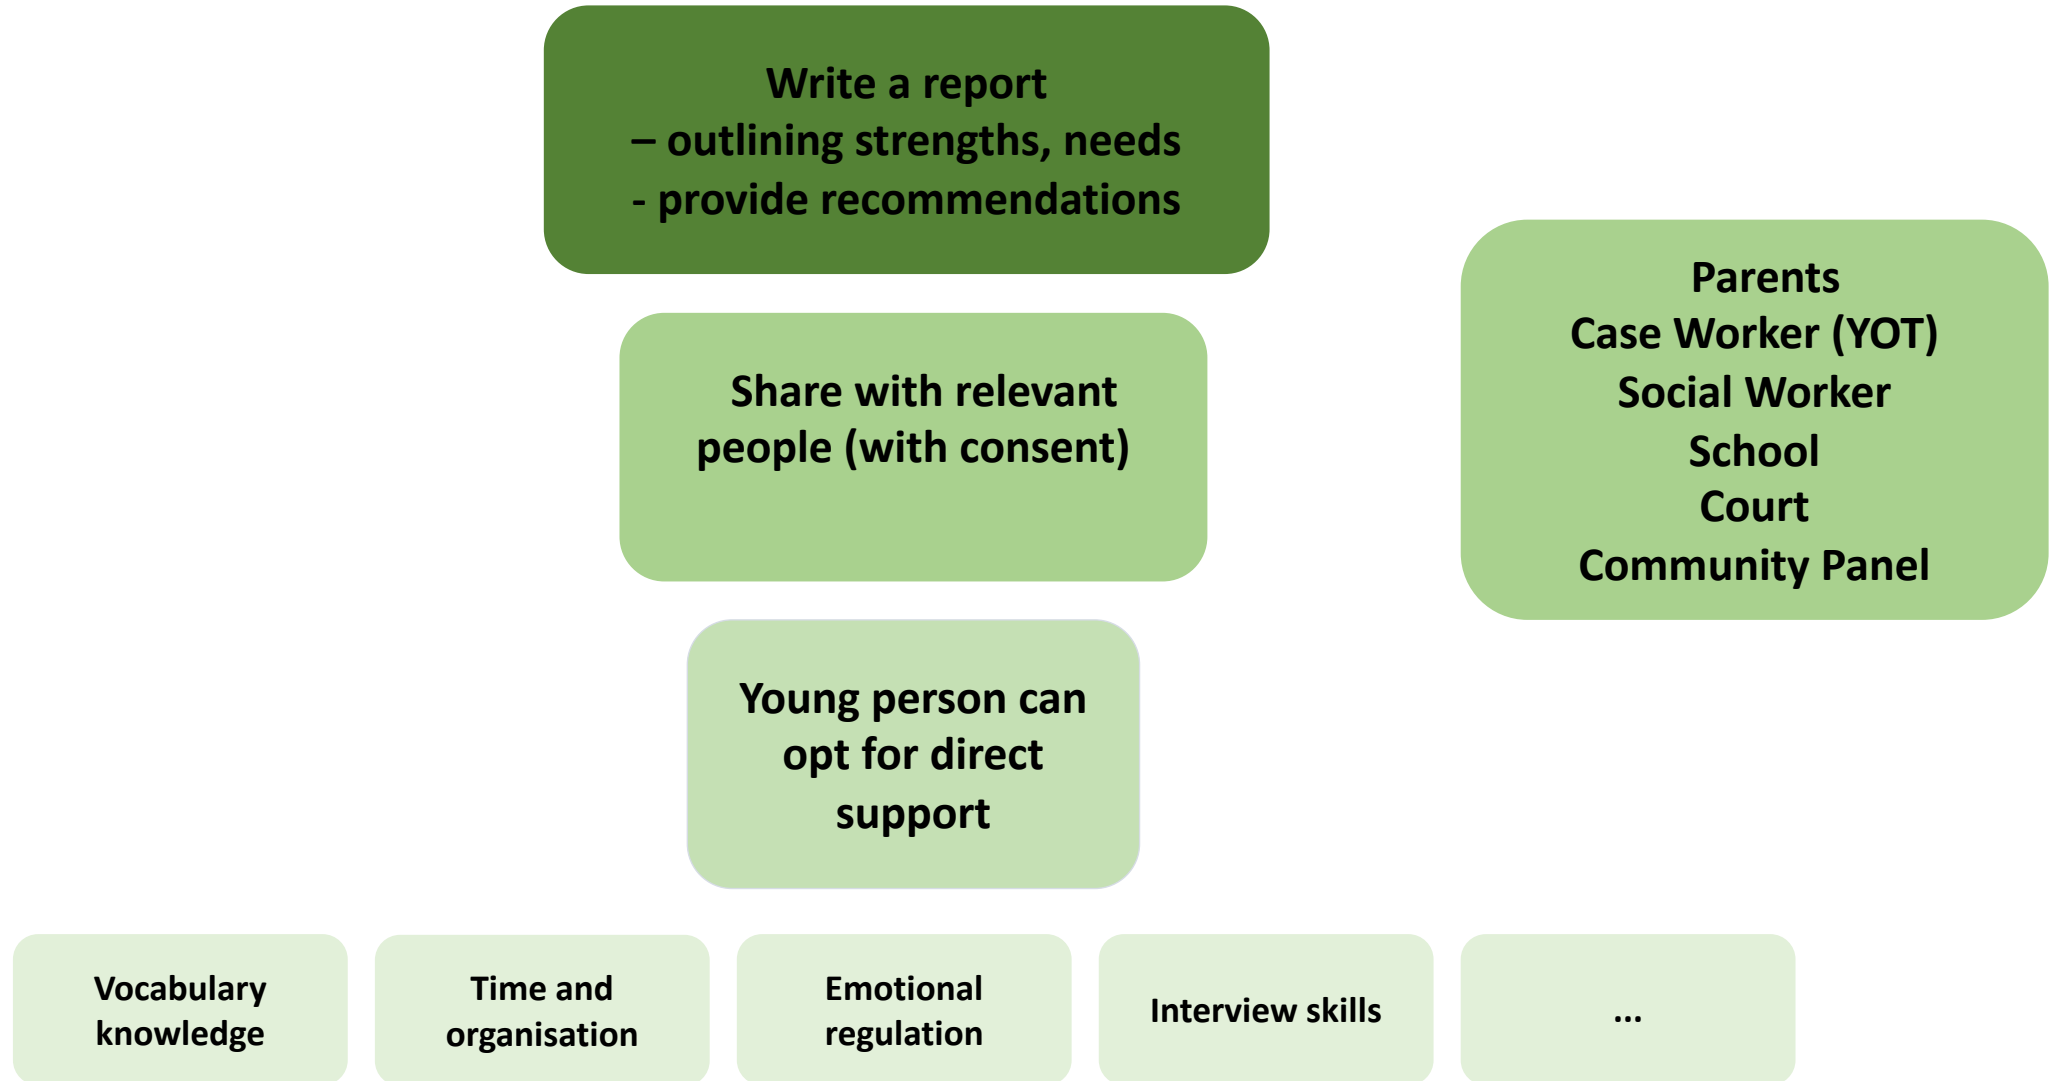 Write a report
– outlining strengths, needs
- provide recommendations
Share with relevant
people (with consent)
Parents
Case Worker (YOT)
Social Worker
School
Court
Community Panel
Young person can
opt for direct
support
Vocabulary
knowledge
Time and
organisation
Emotional
regulation
Interview skills
...